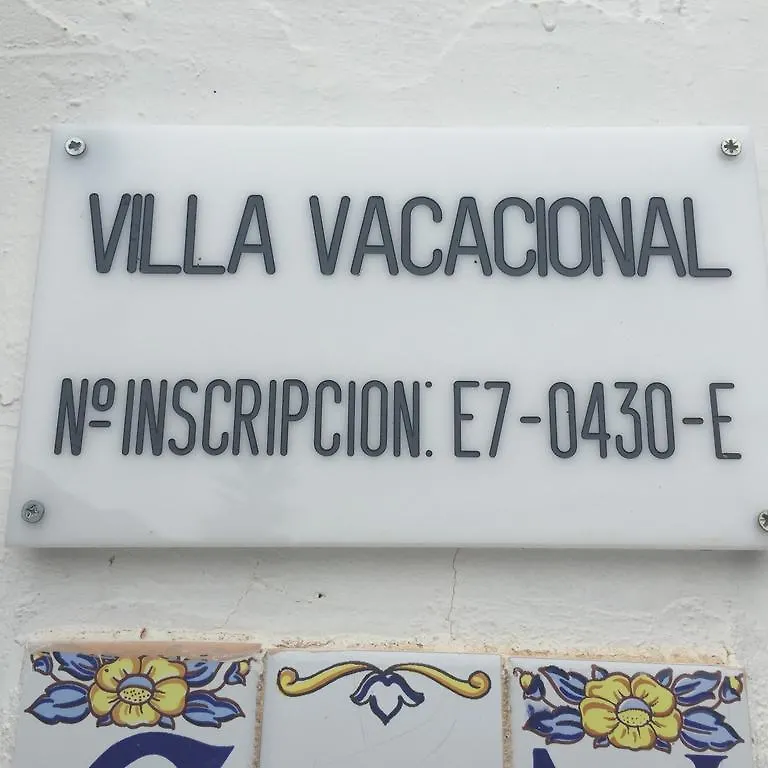 VILLA VACACIONAL
Nº INSCRIPCION: E7-0430-E